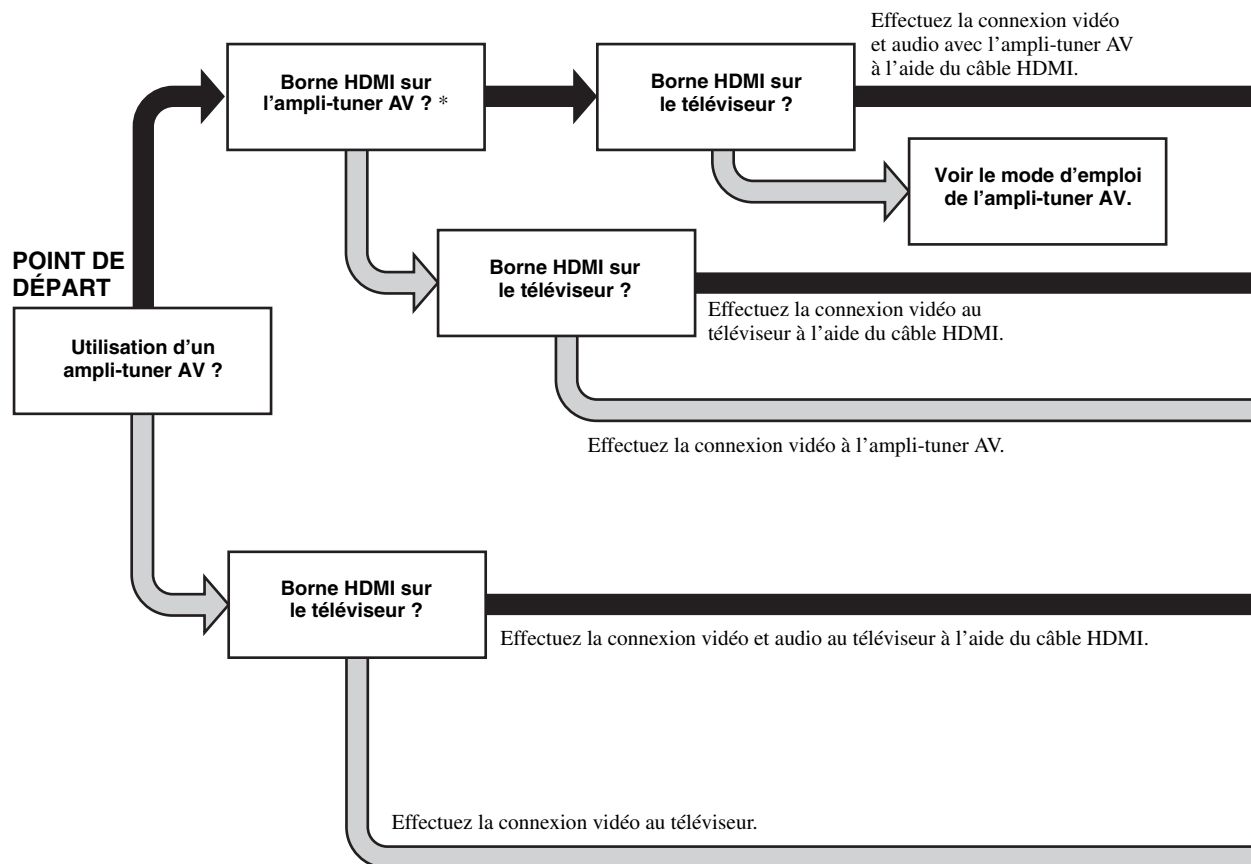 Effectuez la connexion vidéo
et audio avec l’ampli-tuner AV
à l’aide du câble HDMI.
Borne HDMI sur
l’ampli-tuner AV ? *
Borne HDMI sur
le téléviseur ?
Voir le mode d’emploi
de l’ampli-tuner AV.
POINT DE
DÉPART
Borne HDMI sur
le téléviseur ?
Effectuez la connexion vidéo au
téléviseur à l’aide du câble HDMI.
Utilisation d’un
ampli-tuner AV ?
Effectuez la connexion vidéo à l’ampli-tuner AV.
Borne HDMI sur
le téléviseur ?
Effectuez la connexion vidéo et audio au téléviseur à l’aide du câble HDMI.
Effectuez la connexion vidéo au téléviseur.